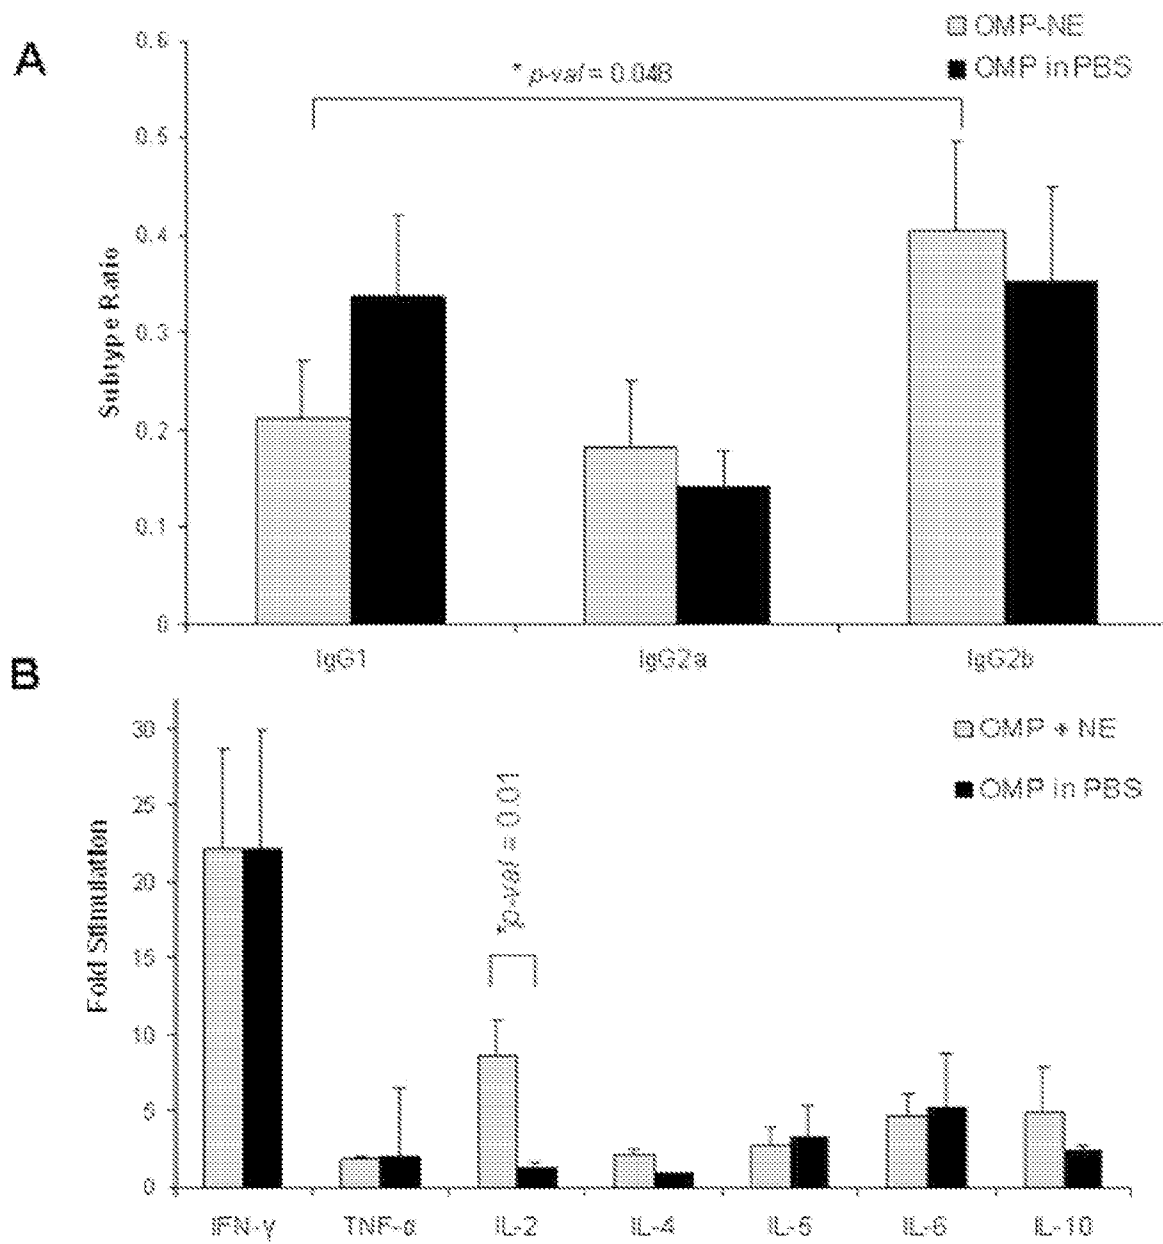 A
OMP-NE
OMP in PBS
* p-val = 0.048
0.6
0.5
0.4
0.3
0.2
0.1
0
Subtype Ratio
IgG1 IgG2a IgG2b
B
OMP + NE
OMP in PBS
*p-val = 0.01
30
25
20
15
10
5
0
Fold Stimulation
IFN-γ TNF-α IL-2 IL-4 IL-5 IL-6 IL-10